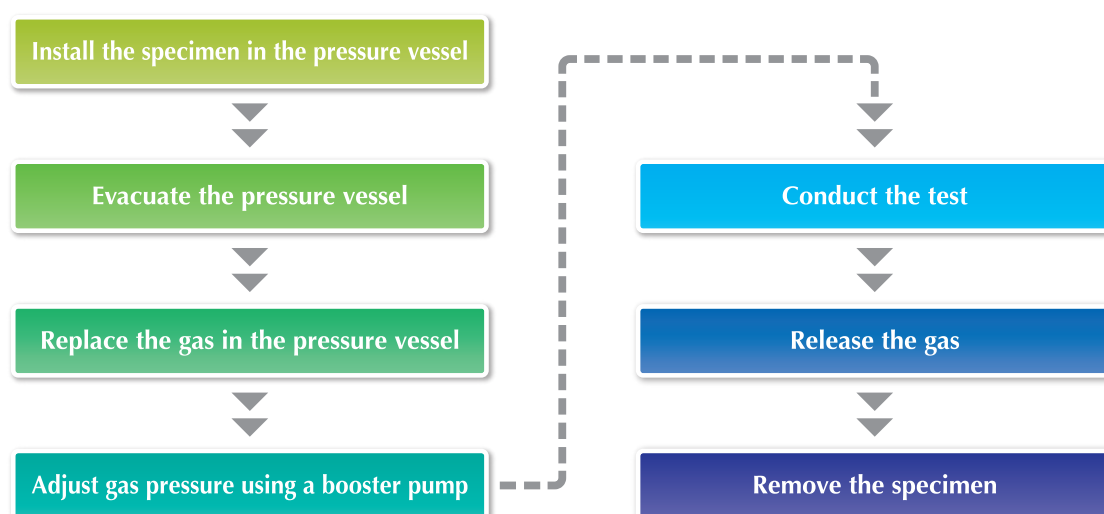 Install the specimen in the pressure vessel
Evacuate the pressure vessel
Replace the gas in the pressure vessel
Adjust gas pressure using a booster pump
Conduct the test
Release the gas
Remove the specimen